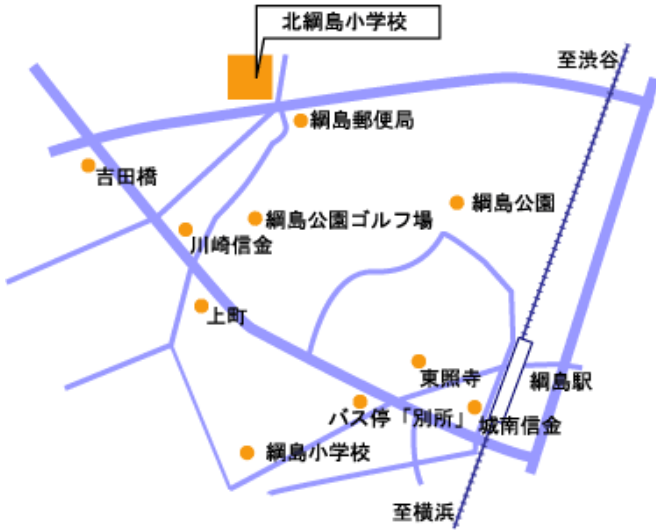 北綱島小学校
至渋谷
綱島郵便局
吉田橋
綱島公園
綱島公園ゴルフ場
川崎信金
上町
東照寺
綱島駅
バス停「別所」
城南信金
綱島小学校
至横浜